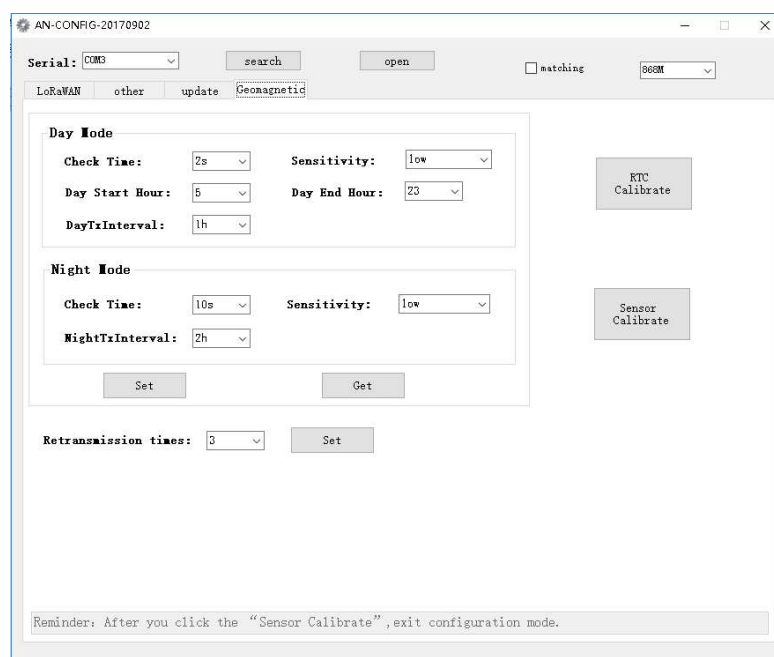 AN-CONFIG-20170902
Serial: COM3 search open matching 868M
LoRaWAN other update Geomagnetic
Day Mode
Check Time: 2s Sensitivity: low
Day Start Hour: 5 Day End Hour: 23
DayTxInterval: 1h
RTC
Calibrate
Night Mode
Check Time: 10s Sensitivity: low
NightTxInterval: 2h
Sensor
Calibrate
Set Get
Retransmission times: 3 Set
Reminder: After you click the “Sensor Calibrate”,exit configuration mode.